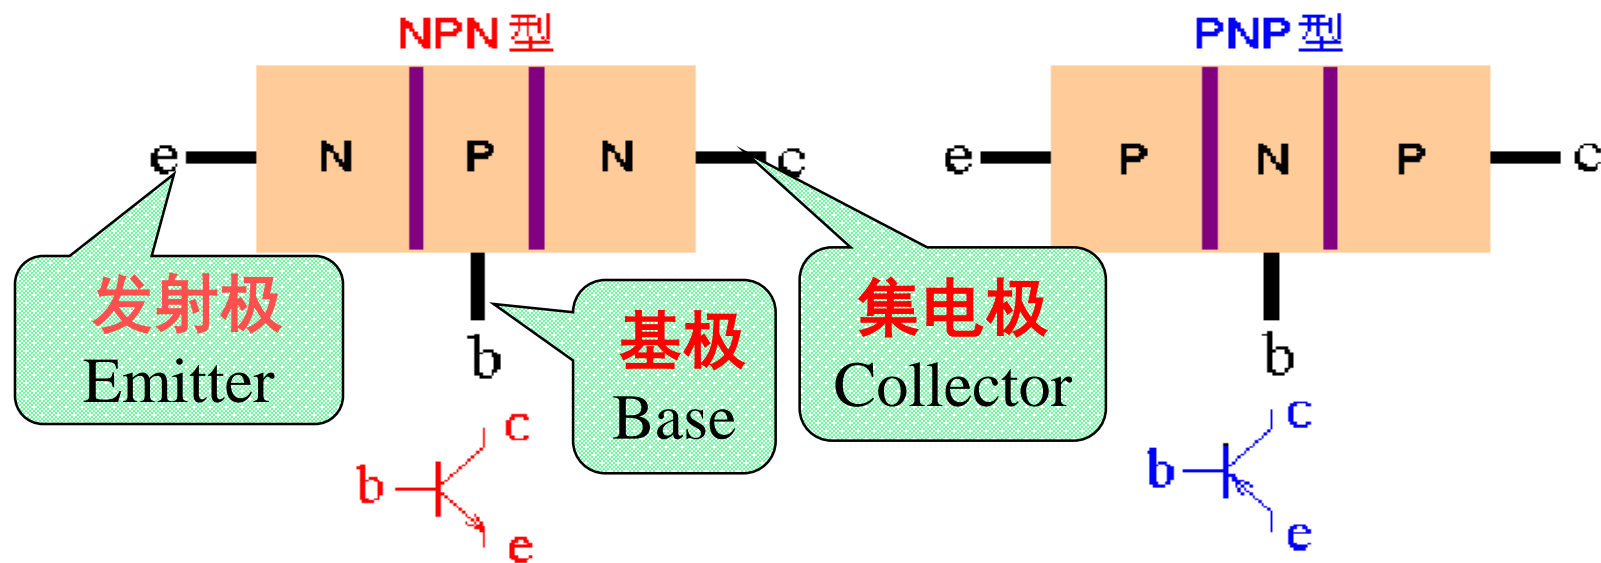 NPN型
PNP型
e
N
P
N
c
e
P
N
P
c
发射极
Emitter
b
基极
Base
集电极
Collector
b
c
b
e
c
b
e